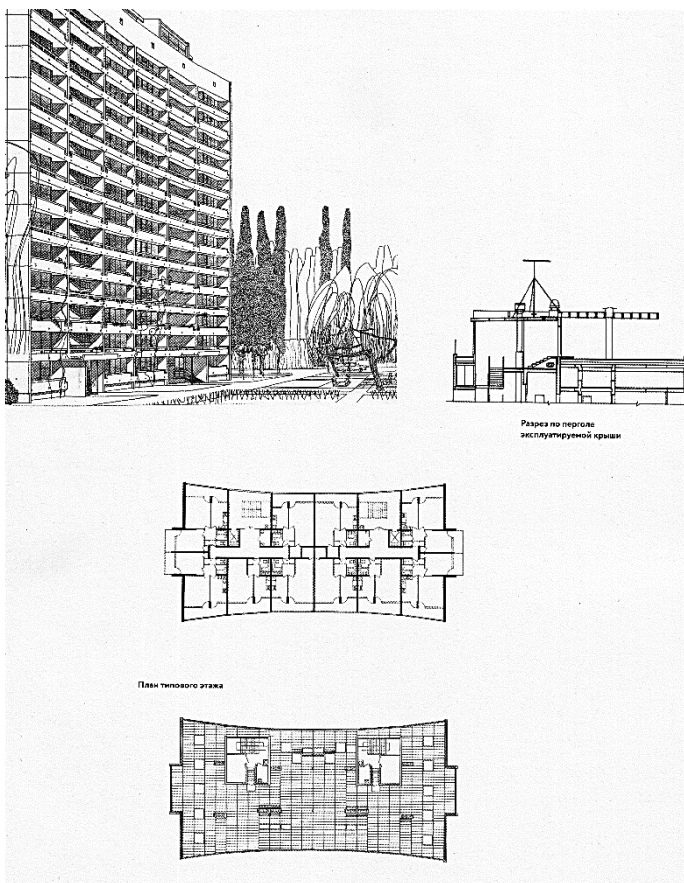 Разрез по перголе
эксплуатируемой крыши
План типового этажа